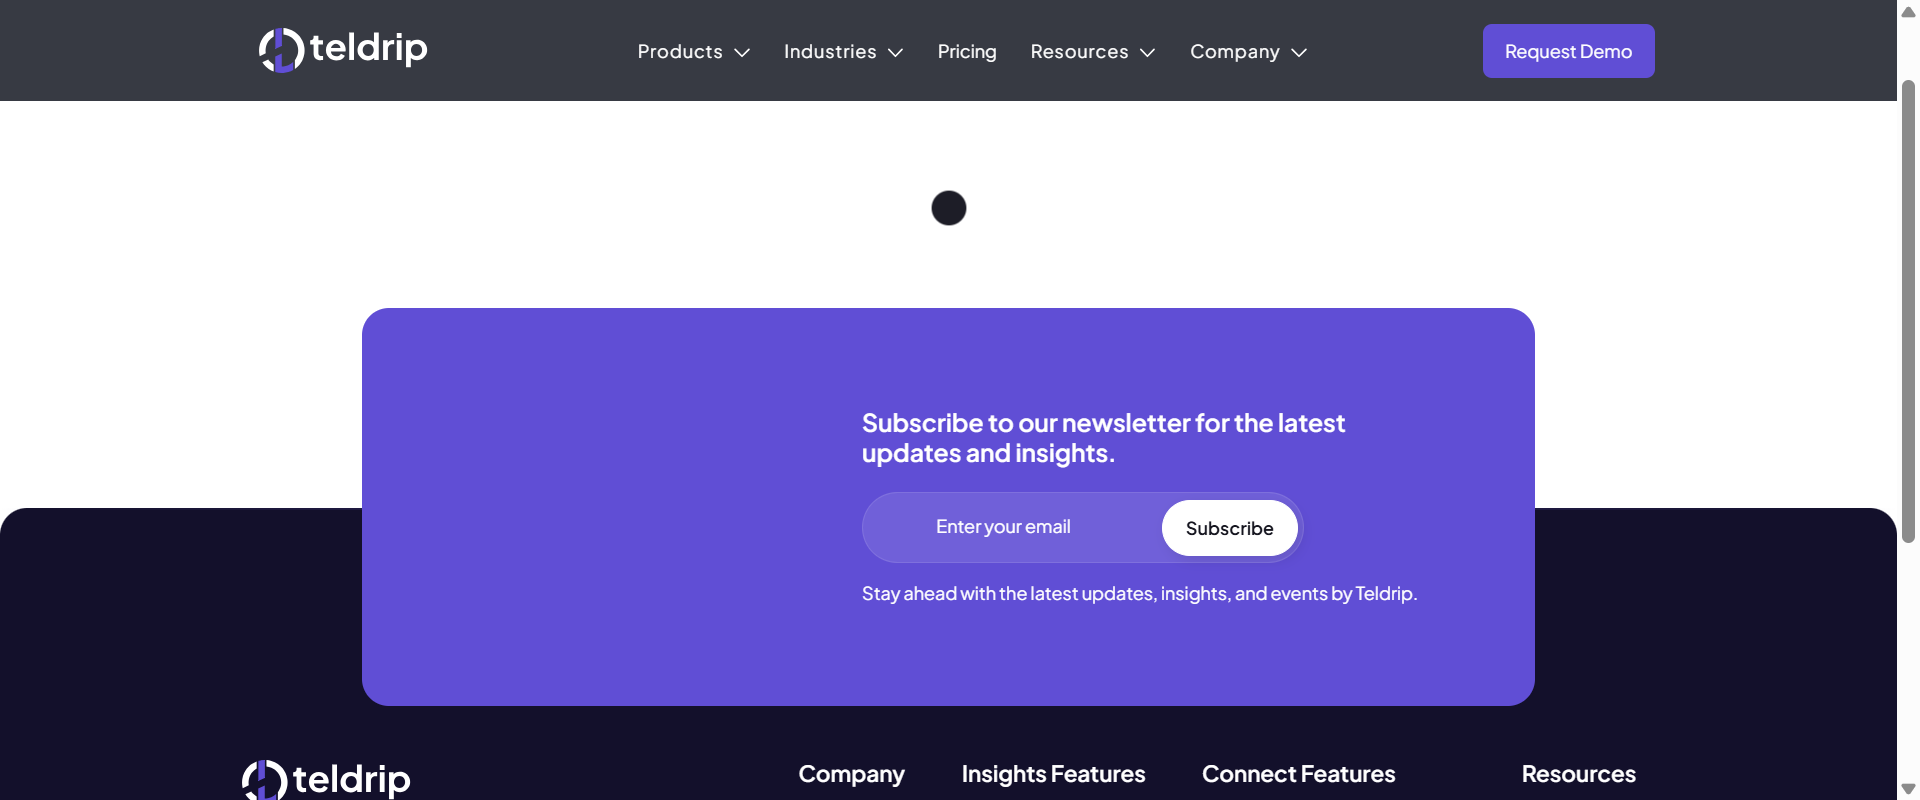 teldrip
Products
Industries
Pricing
Resources
Company
Request Demo
Subscribe to our newsletter for the latest
updates and insights.
Enter your email
Subscribe
Stay ahead with the latest updates, insights, and events by Teldrip.
teldrip
Company
Insights Features
Connect Features
Resources